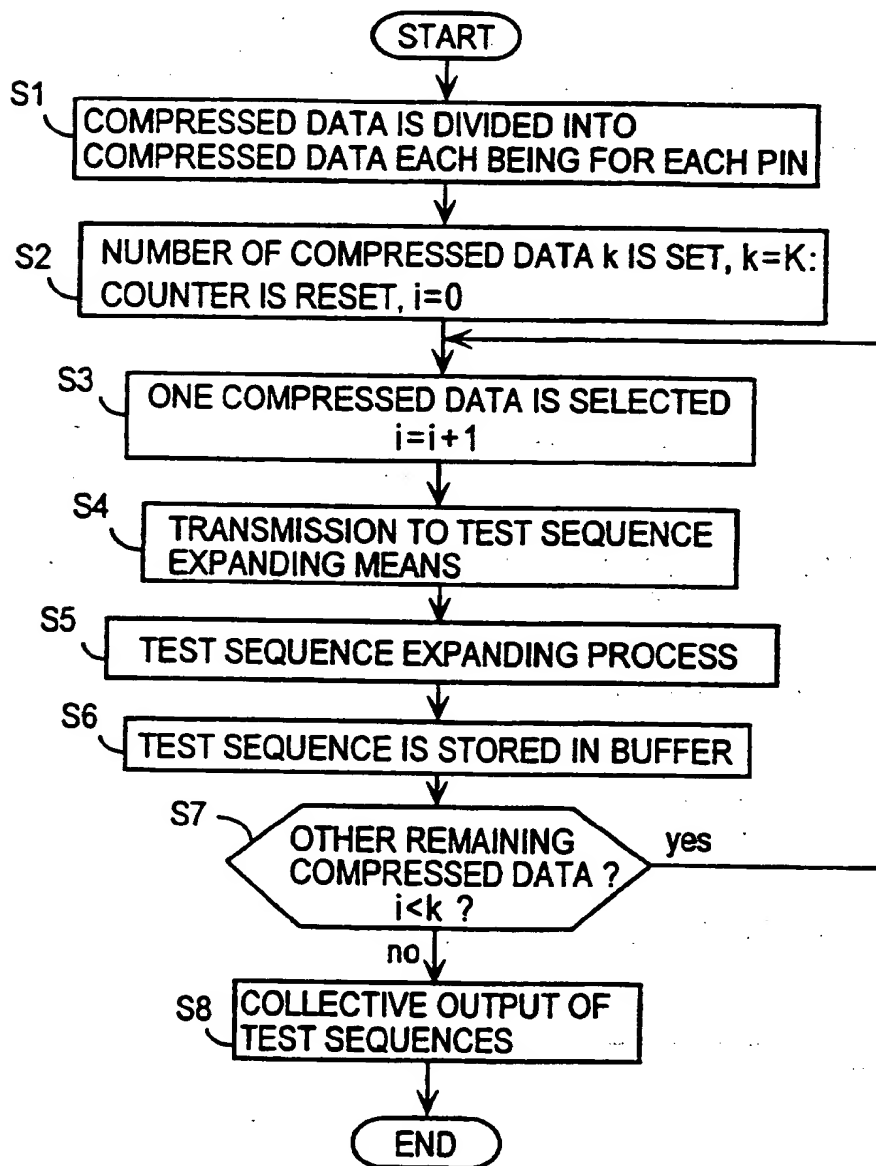 START
S1
COMPRESSED DATA IS DIVIDED INTO
COMPRESSED DATA EACH BEING FOR EACH PIN
S2
NUMBER OF COMPRESSED DATA k IS SET, k=K:
COUNTER IS RESET, i=0
S3
ONE COMPRESSED DATA IS SELECTED
i=i+1
S4
TRANSMISSION TO TEST SEQUENCE
EXPANDING MEANS
S5
TEST SEQUENCE EXPANDING PROCESS
S6
TEST SEQUENCE IS STORED IN BUFFER
S7
OTHER REMAINING
COMPRESSED DATA ?
i<k ?
yes
no
S8
COLLECTIVE OUTPUT OF
TEST SEQUENCES
END